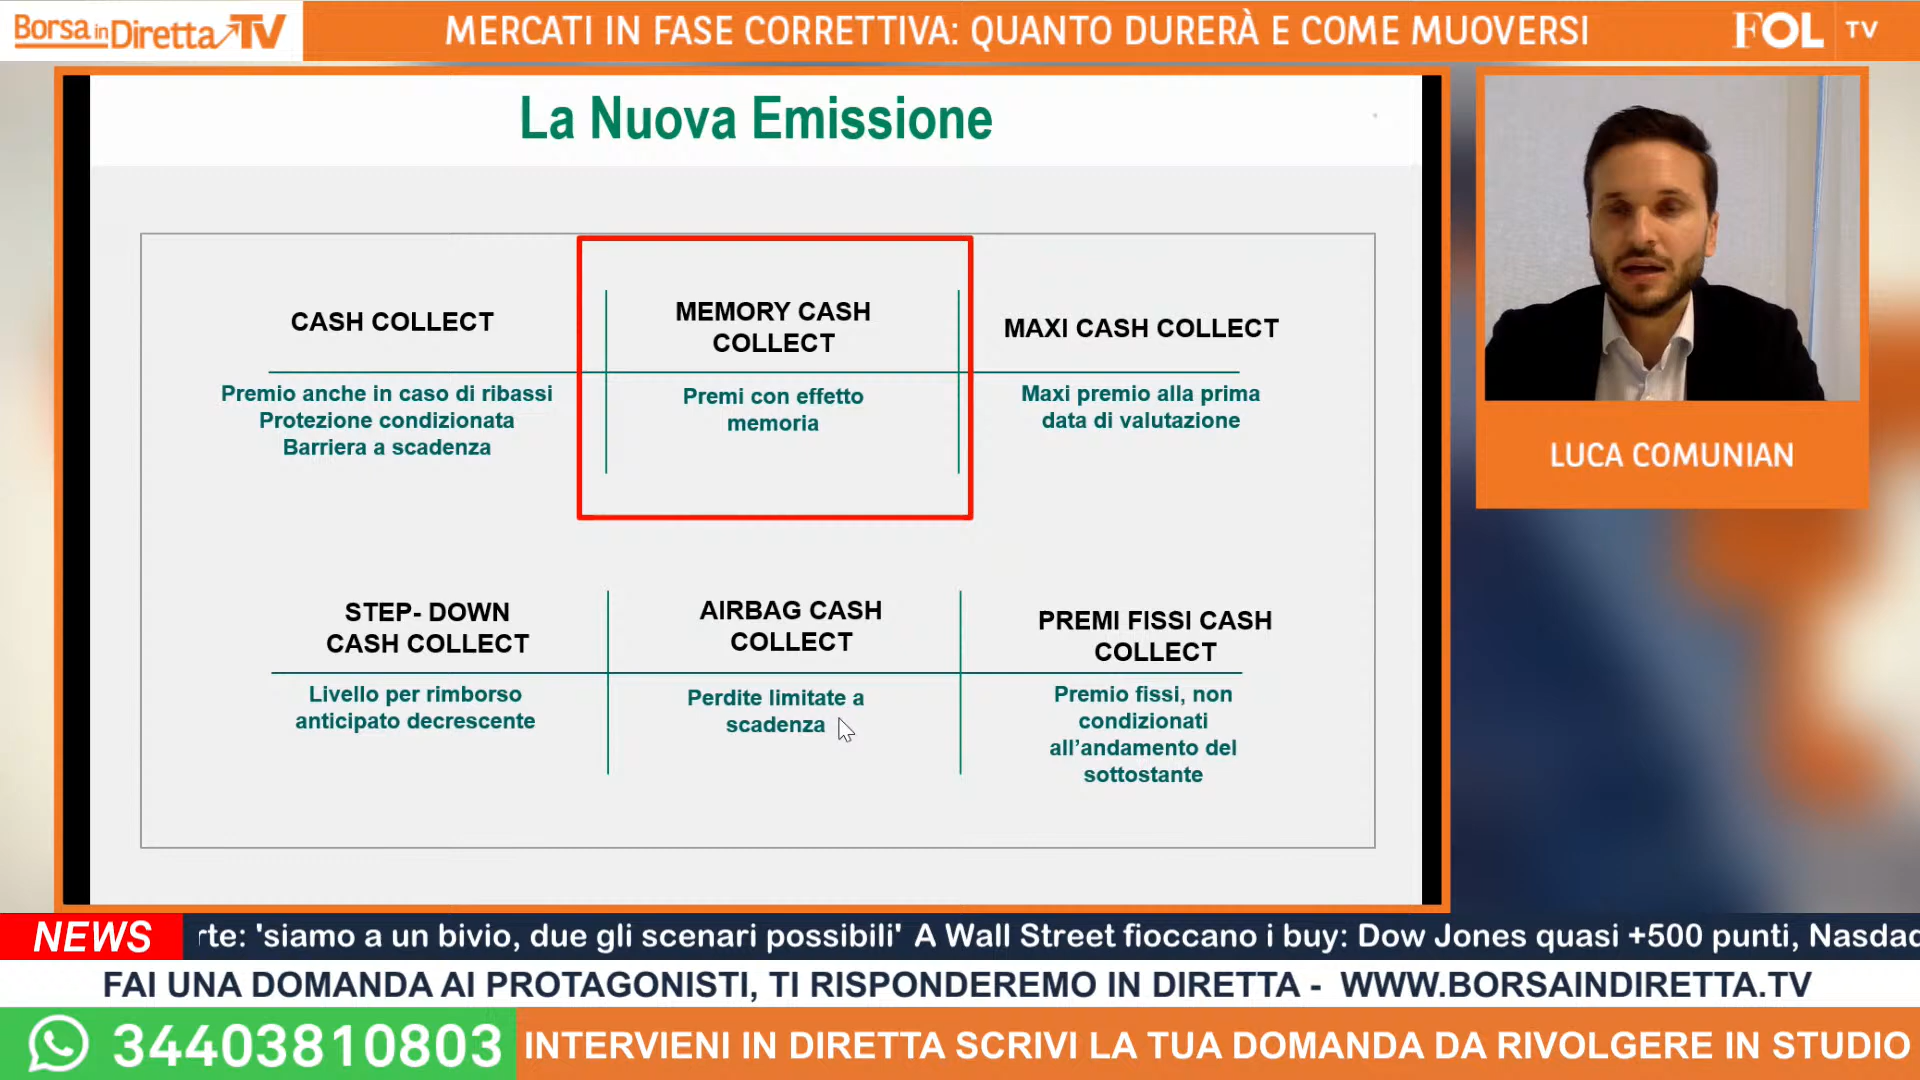 Borsa in Diretta TV
MERCATI IN FASE CORRETTIVA: QUANTO DURERÀ E COME MUOVERSI
FOL TV
La Nuova Emissione
CASH COLLECT
Premio anche in caso di ribassi
Protezione condizionata
Barriera a scadenza
MEMORY CASH
COLLECT
Premi con effetto
memoria
MAXI CASH COLLECT
Maxi premio alla prima
data di valutazione
STEP- DOWN
CASH COLLECT
Livello per rimborso
anticipato decrescente
AIRBAG CASH
COLLECT
Perdite limitate a
scadenza
PREMI FISSI CASH
COLLECT
Premio fissi, non
condizionati
all’andamento del
sottostante
LUCA COMUNIAN
NEWS
rte: 'siamo a un bivio, due gli scenari possibili' A Wall Street fioccano i buy: Dow Jones quasi +500 punti, Nasdaq
FAI UNA DOMANDA AI PROTAGONISTI, TI RISPONDEREMO IN DIRETTA - WWW.BORSAINDIRETTA.TV
34403810803
INTERVIENI IN DIRETTA SCRIVI LA TUA DOMANDA DA RIVOLGERE IN STUDIO